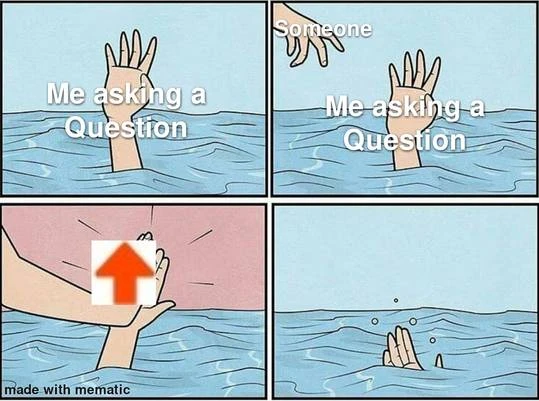 Me asking a
Question
Someone
Me asking a
Question
made with mematic